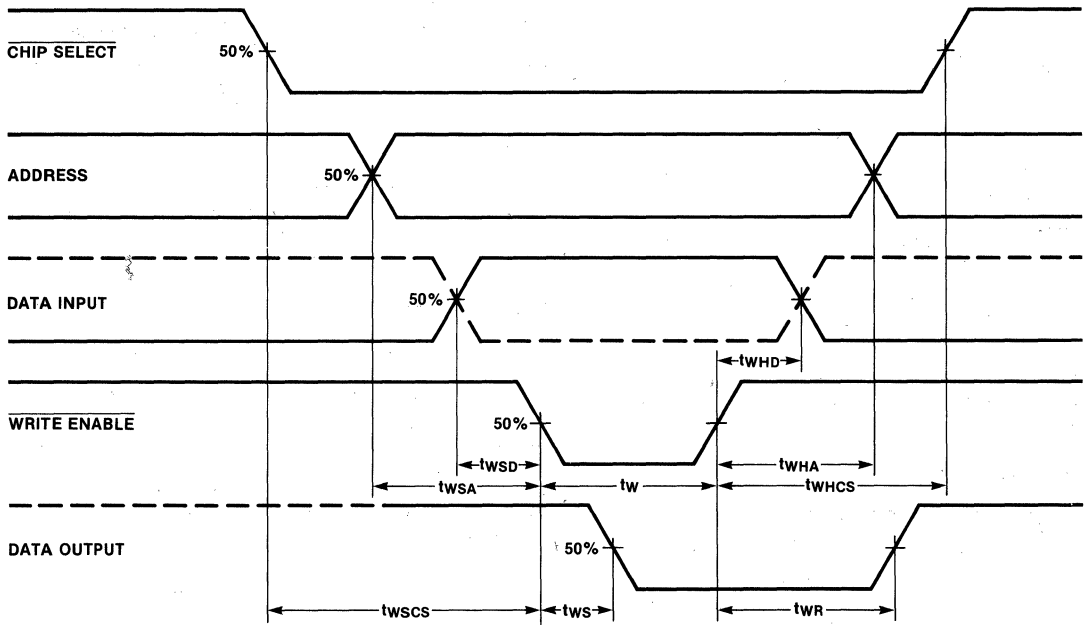 CHIP SELECT
50%
ADDRESS
50%
DATA INPUT
50%
tWHD
WRITE ENABLE
50%
tWSD
tWHA
tWSA
tW
tWHCS
DATA OUTPUT
50%
tWSCS
tWS
tWR